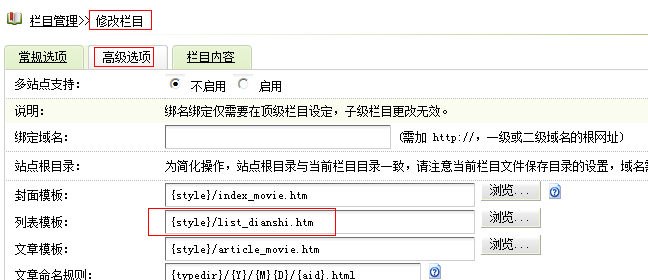 栏目管理>>修改栏目
常规选项 高级选项 栏目内容
多站点支持： 不启用 启用
说明： 绑名绑定仅需要在顶级栏目设定，子级栏目更改无效。
绑定域名： (需加 http://，一级或二级域名的根网址)
站点根目录： 为简化操作，站点根目录与当前栏目目录一致，请注意当前栏目文件保存目录的设置，域名需
封面模板： {style}/index_movie.htm 浏览...
列表模板： {style}/list_dianshi.htm 浏览...
文章模板： {style}/article_movie.htm 浏览...
文章命名规则： {typedir}/{Y}/{M}{D}/{aid}.html